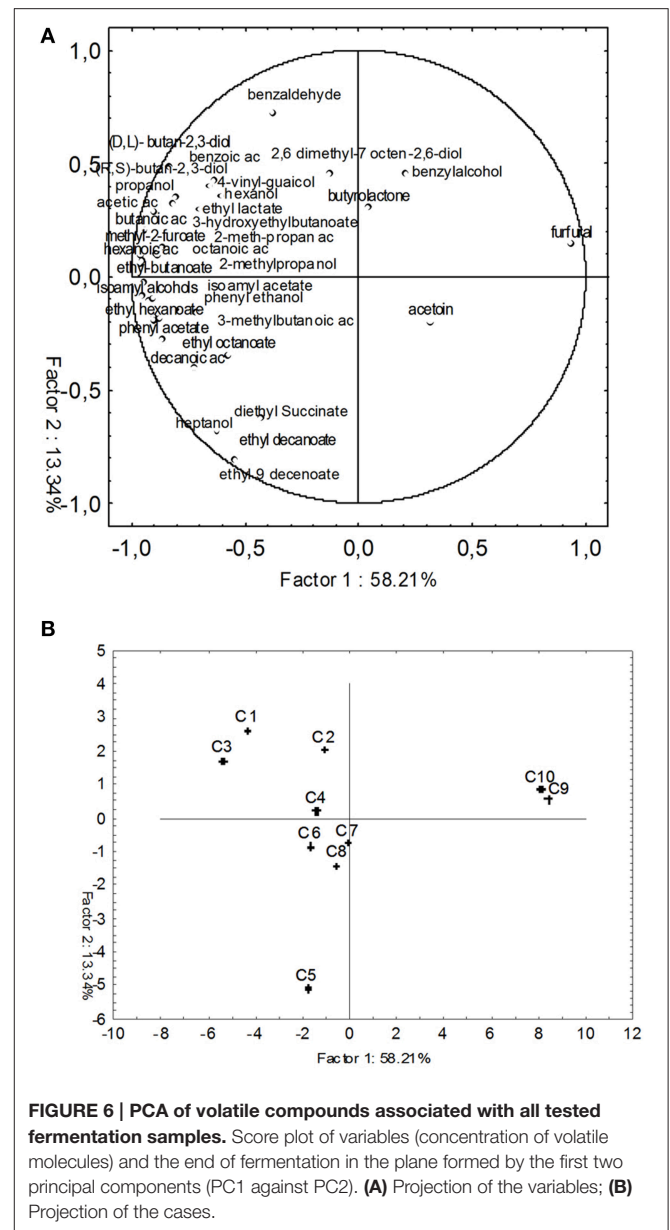 A
1,0
benzaldehyde
(D,L)- butan-2,3-diol
benzoic ac
2,6 dimethyl-7 octen-2,6-diol
0,5
(R,S)-butan-2,3-diol
benzylalcohol
4-vinyl-guaicol
propanol
hexanol
butyrolactone
acetic ac
ethyl lactate
butanoic ac
3-hydroxyethylbutanoate
furfural
methyl-2-furoate
2-meth-propan ac
hexanoic ac
octanoic ac
ethyl-butanoate
2-methylpropanol
0,0
isoamyl alcohols
isoamyl acetate
phenyl ethanol
ethyl hexanoate
acetoin
3-methylbutanoic ac
phenyl acetate
ethyl octanoate
decanoic ac
-0,5
diethyl Succinate
heptanol
ethyl decanoate
ethyl-9 decenoate
-1,0
Factor 2 : 13.34%
-1,0 -0,5 0,0 0,5 1,0
Factor 1 : 58.21%
B
5
4
3
C1
C2
2
C3
C10
1
C9
C4
0
C6
C7
-1
C8
-2
-3
-4
C5
-5
-6
Factor 2: 13.34%
-10 -8 -6 -4 -2 0 2 4 6 8 10 12
Factor 1: 58.21%
FIGURE 6 | PCA of volatile compounds associated with all tested
fermentation samples. Score plot of variables (concentration of volatile
molecules) and the end of fermentation in the plane formed by the first two
principal components (PC1 against PC2). (A) Projection of the variables; (B)
Projection of the cases.